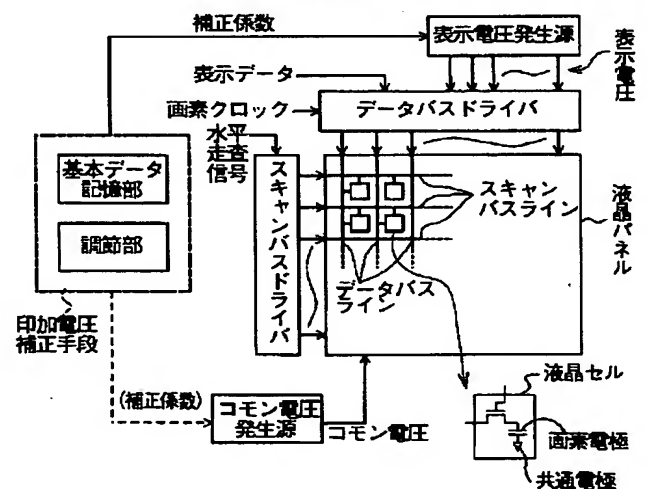 補正係数
表示電圧発生源
表示電圧
表示データ
画素クロック
データバスドライバ
水平
走査
信号
基本データ
記憶部
調節部
印加電圧
補正手段
スキャンバスドライバ
スキャン
バスライン
液晶パネル
データバス
ライン
(補正係数)
コモン電圧
発生源
コモン電圧
液晶セル
画素電極
共通電極